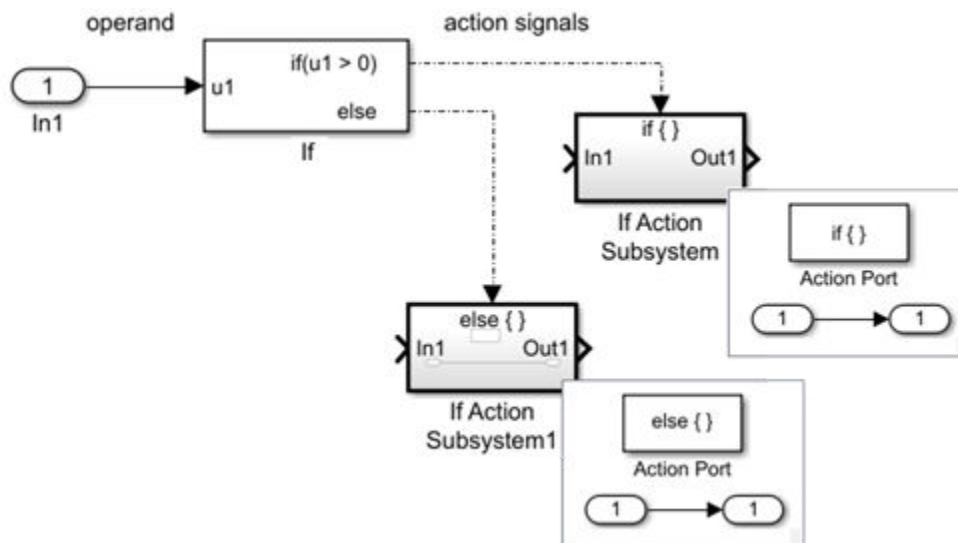 operand
action signals
1
In1
u1
if(u1 > 0)
else
If
if { }
In1
Out1
If Action
Subsystem
if { }
Action Port
1
1
else { }
In1
Out1
If Action
Subsystem1
else { }
Action Port
1
1